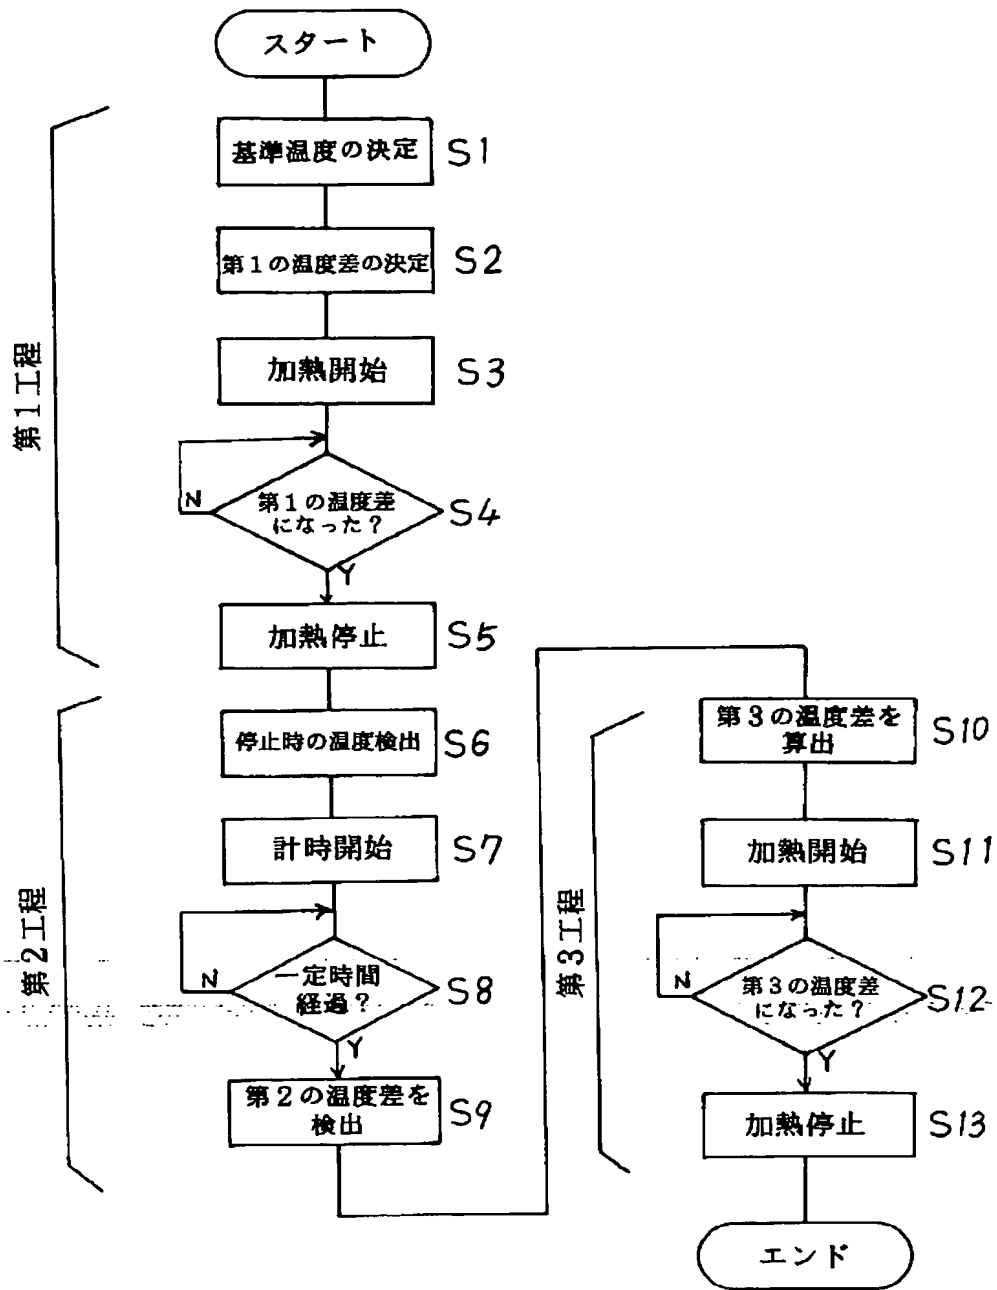 スタート
基準温度の決定 S1
第1の温度差の決定 S2
加熱開始 S3
第1の温度差
になった？ S4
N
Y
加熱停止 S5
第1工程
停止時の温度検出 S6
計時開始 S7
一定時間
経過？ S8
N
Y
第2の温度差を
検出 S9
第2工程
第3の温度差を
算出 S10
加熱開始 S11
第3の温度差
になった？ S12
N
Y
加熱停止 S13
第3工程
エンド